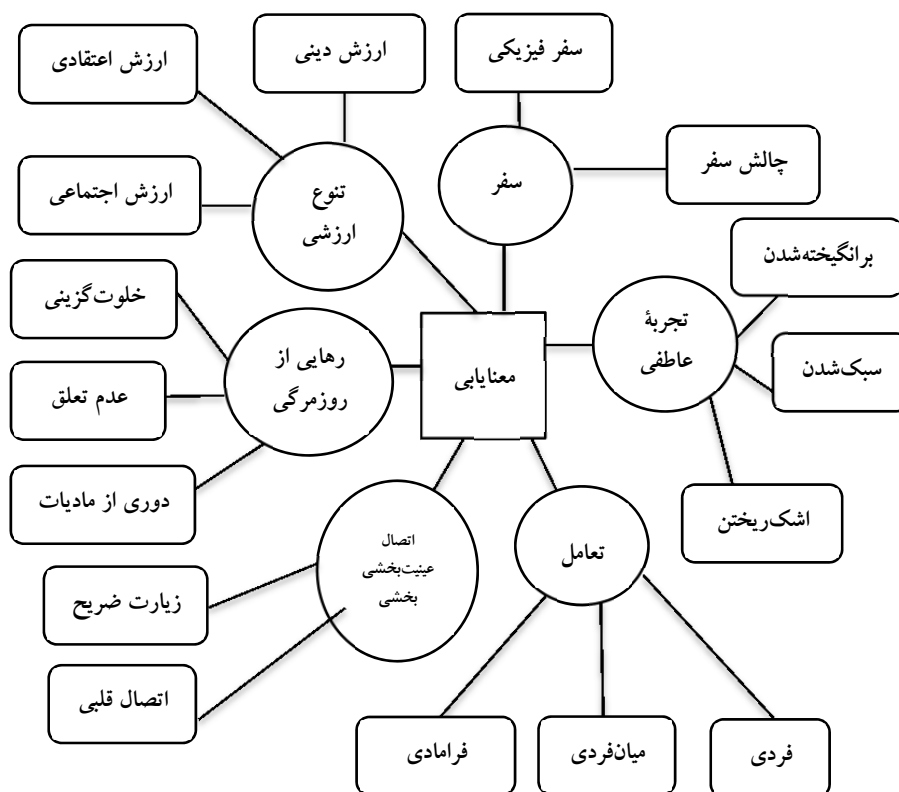 سفر فیزیکی
ارزش دینی
ارزش اعتقادی
چالش سفر
سفر
تنوع
ارزشی
ارزش اجتماعی
برانگیخته‌شدن
خلوت‌گزینی
تجربهٔ
عاطفی
معنایابی
رهایی از
روزمرگی
سبک‌شدن
عدم تعلق
دوری از مادیات
اشک‌ریختن
تعامل
اتصال
عینیت‌بخشی
بخشی
زیارت ضریح
اتصال قلبی
فردی
میان‌فردی
فرامادی